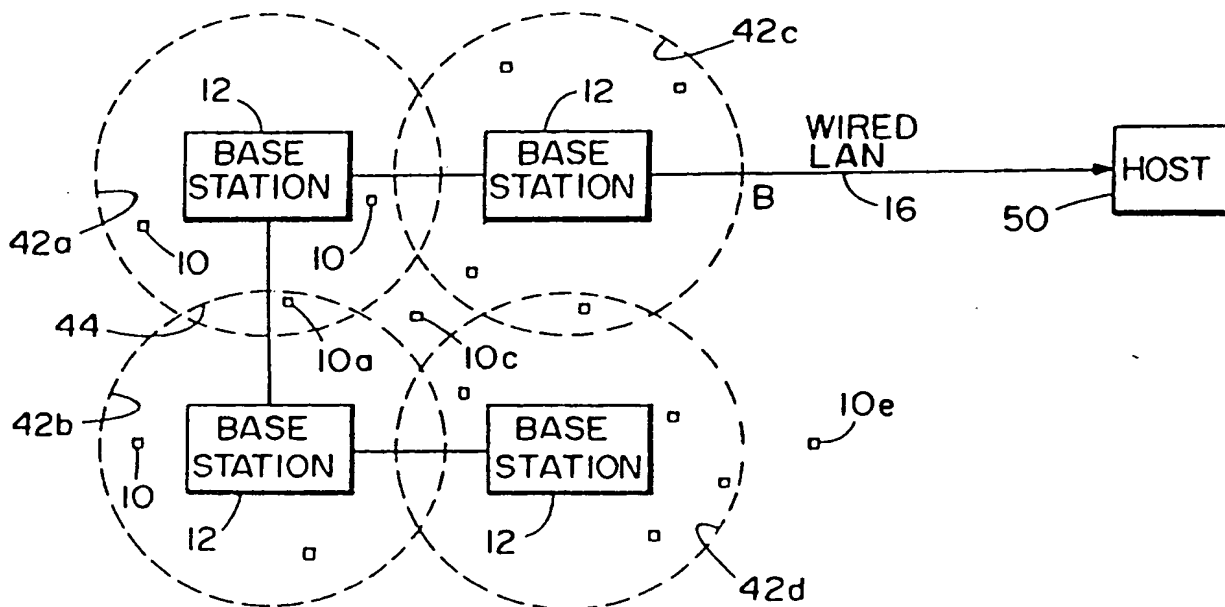 42c
12
12
BASE
STATION
BASE
STATION
WIRED
LAN
HOST
B
16
50
42a
10
10
44
10a
10c
42b
BASE
STATION
BASE
STATION
10e
10
12
12
42d